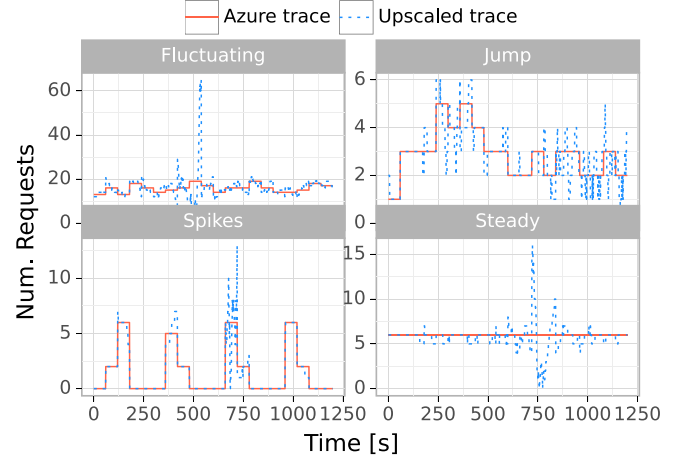 Azure trace Upscaled trace
Fluctuating Jump
60
40
20
0
6
4
2
0
Num. Requests
Spikes Steady
10
5
0
15
10
5
0
0 250 500 750 1000 1250 0 250 500 750 1000 1250
Time [s]